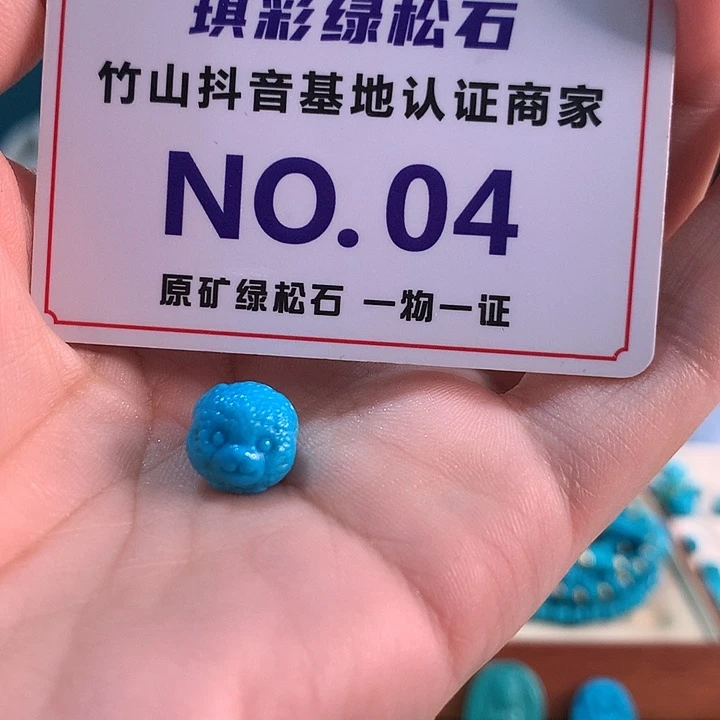 琪彩绿松石
竹山抖音基地认证商家
NO. 04
原矿绿松石 一物一证